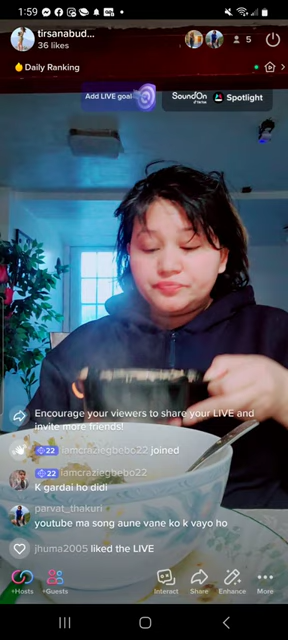 1:59
tirsanabud...
36 likes
5
Daily Ranking
Add LIVE goal
SoundOn
Spotlight
Encourage your viewers to share your LIVE and
invite more friends!
22 iamcraziegbebo22 joined
22 iamcraziegbebo22
K gardai ho didi
parvat_thakuri
youtube ma song aune vane ko k vayo ho
jhuma2005 liked the LIVE
+Hosts
+Guests
Interact
Share
Enhance
More